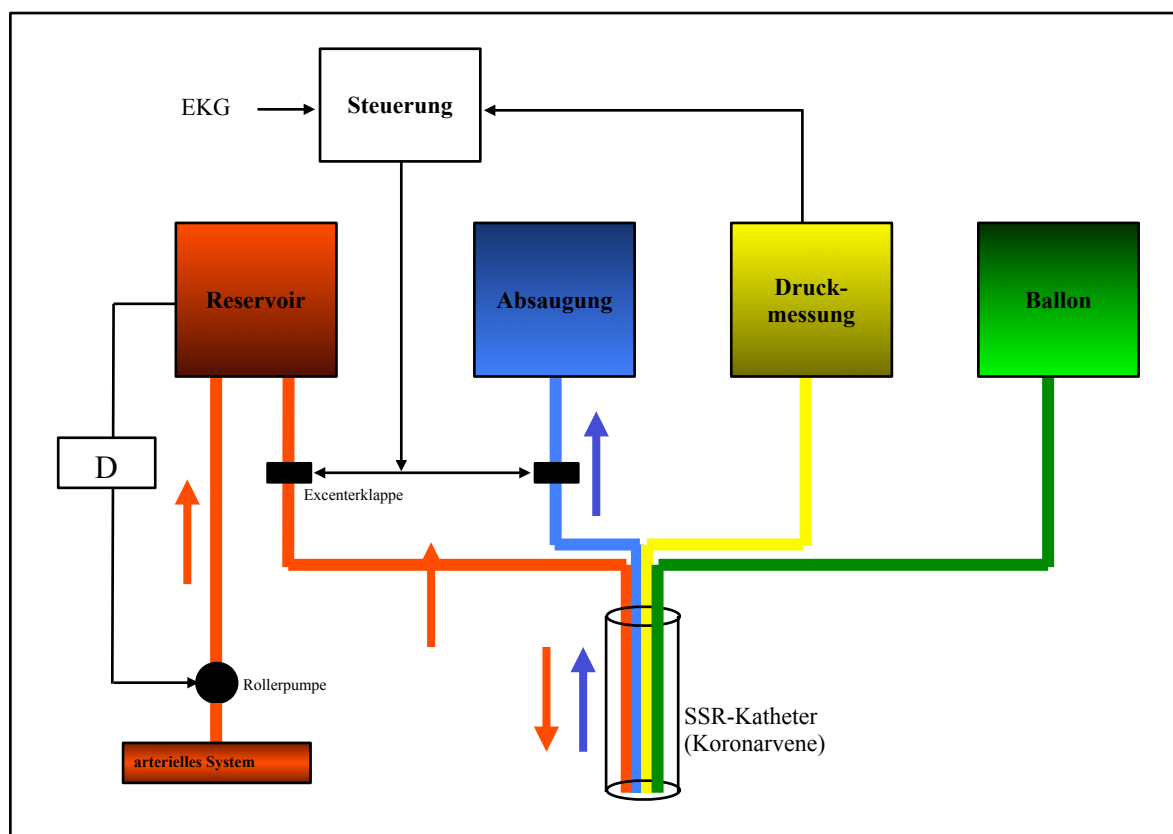 EKG
Steuerung
Reservoir
Absaugung
Druck-
messung
Ballon
D
Excenterklappe
Rollerpumpe
SSR-Katheter
(Koronarvene)
arterielles System